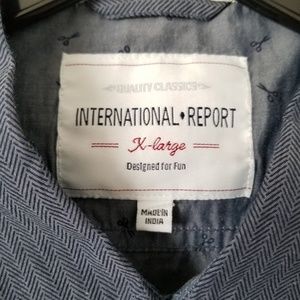 QUALITY CLASSICS
INTERNATIONAL♦REPORT
X-large
Designed for Fun
MADE IN
INDIA